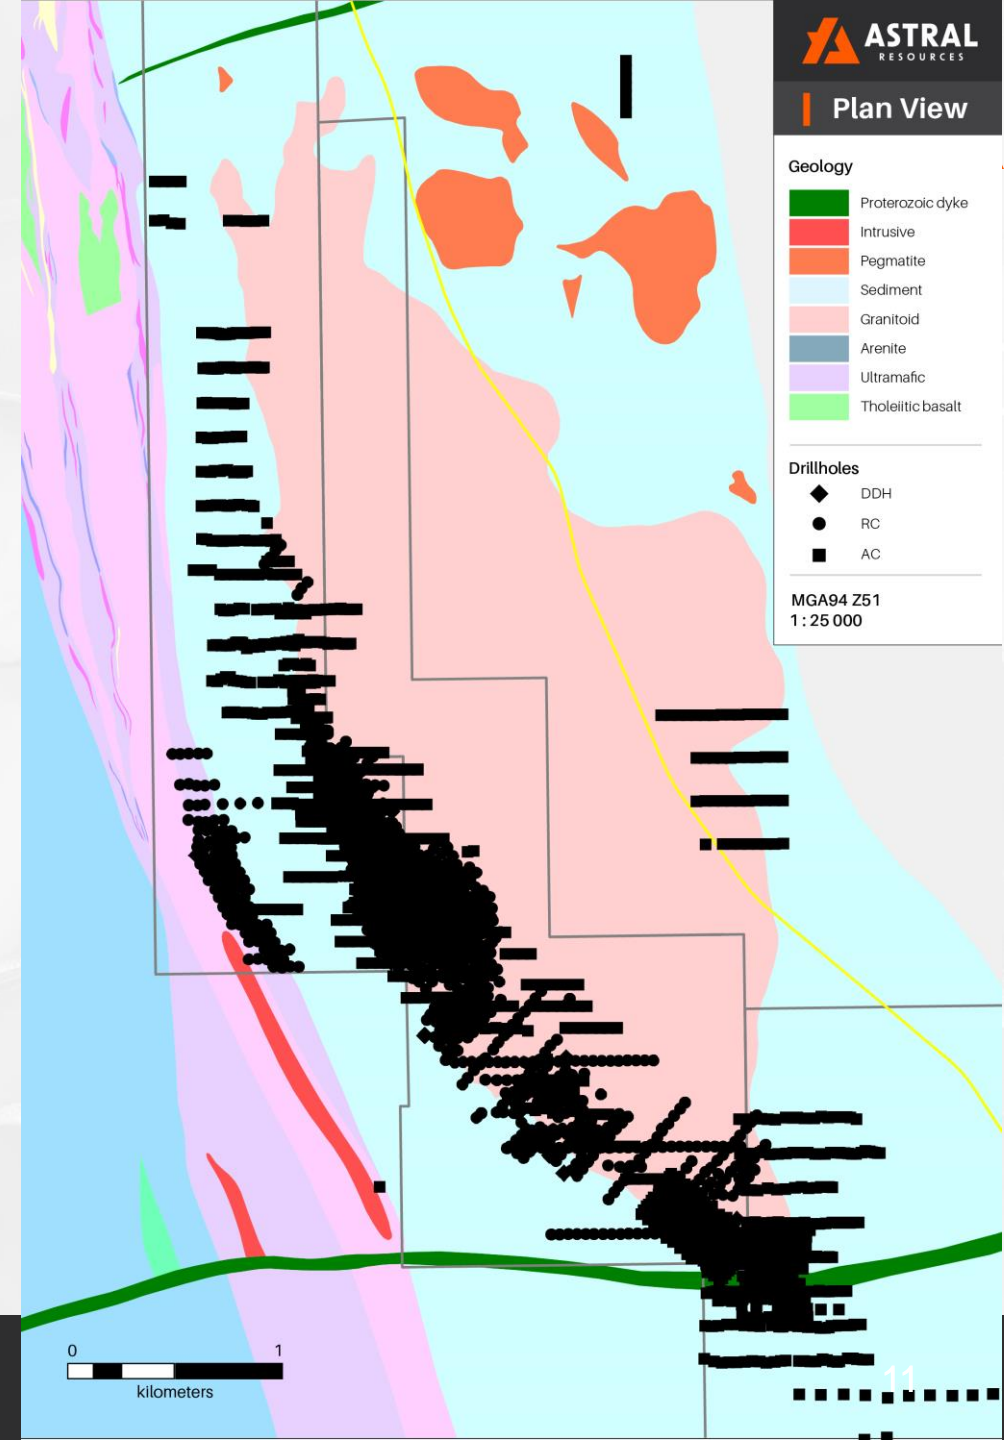 ASTRAL
RESOURCES
Plan View
Geology
Proterozoic dyke
Intrusive
Pegmatite
Sediment
Granitoid
Arenite
Ultramafic
Tholeiitic basalt
Drillholes
DDH
RC
AC
MGA94 Z51
1 : 25 000
0 1
kilometers
11